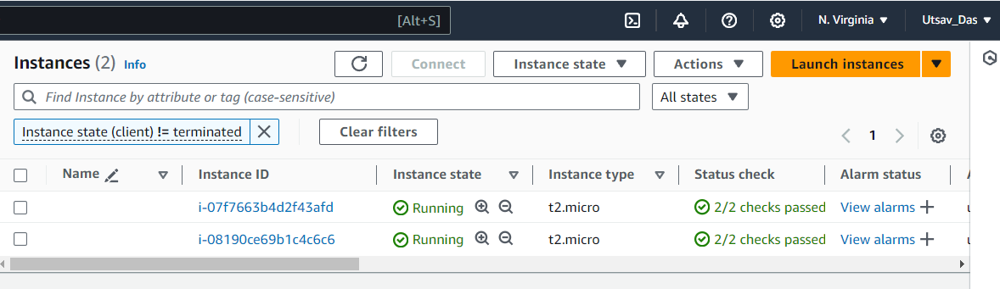 [Alt+S] N. Virginia Utsav_Das
Instances (2) Info Connect Instance state Actions Launch instances
Find Instance by attribute or tag (case-sensitive) All states
Instance state (client) != terminated Clear filters 1
Name Instance ID Instance state Instance type Status check Alarm status
i-07f7663b4d2f43afd Running t2.micro 2/2 checks passed View alarms
i-08190ce69b1c4c6c6 Running t2.micro 2/2 checks passed View alarms